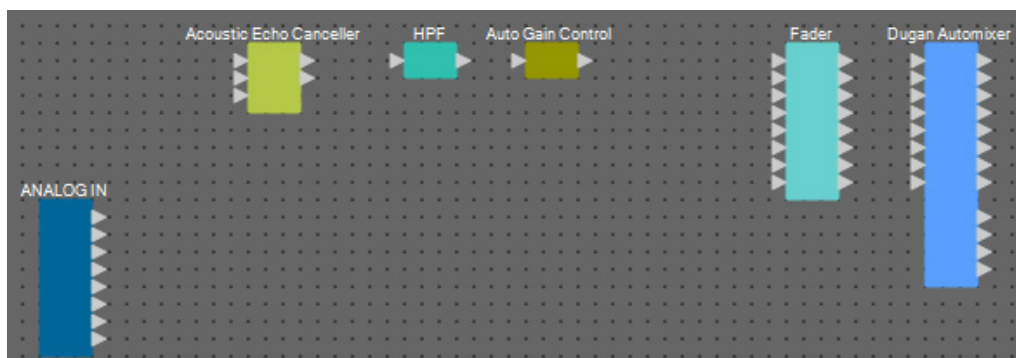 Acoustic Echo Canceller
HPF
Auto Gain Control
Fader
Dugan Automixer
ANALOG IN